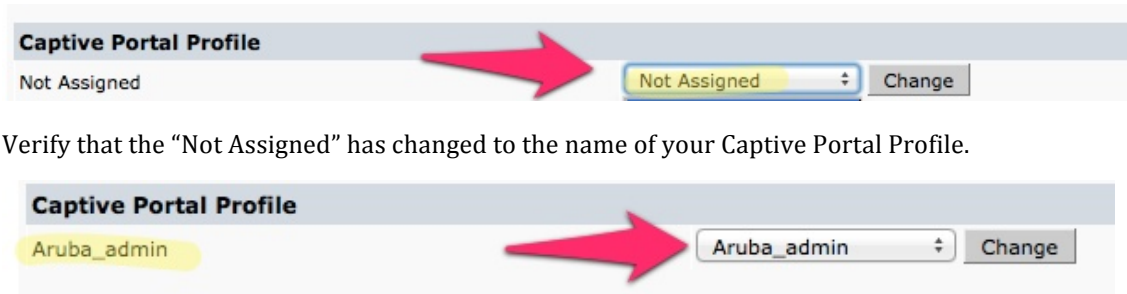 Captive Portal Profile
Not Assigned Not Assigned Change
Verify that the “Not Assigned” has changed to the name of your Captive Portal Profile.
Captive Portal Profile
Aruba_admin Aruba_admin Change